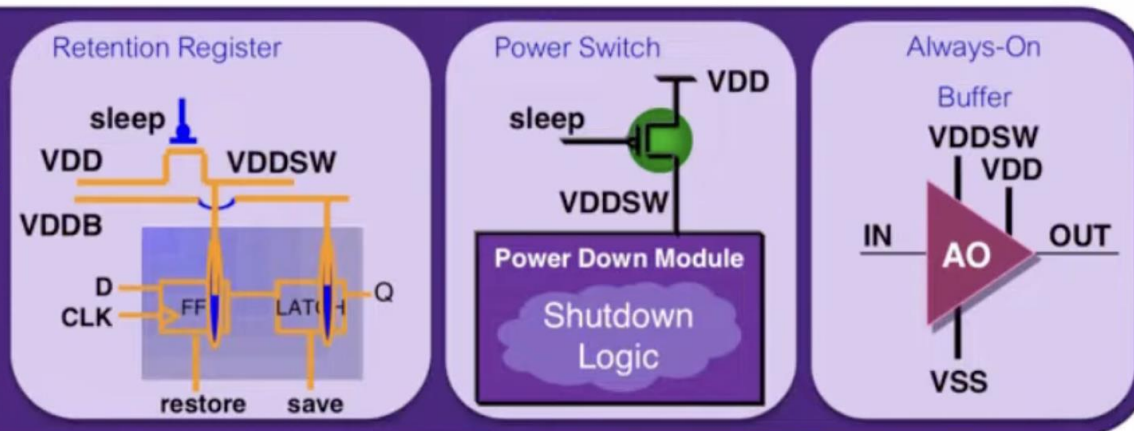 Retention Register
sleep
VDD VDDSW
VDDB
D
CLK
FF
LATCH
Q
restore save
Power Switch
VDD
sleep
VDDSW
Power Down Module
Shutdown
Logic
Always-On
Buffer
VDDSW
VDD
IN
AO
OUT
VSS